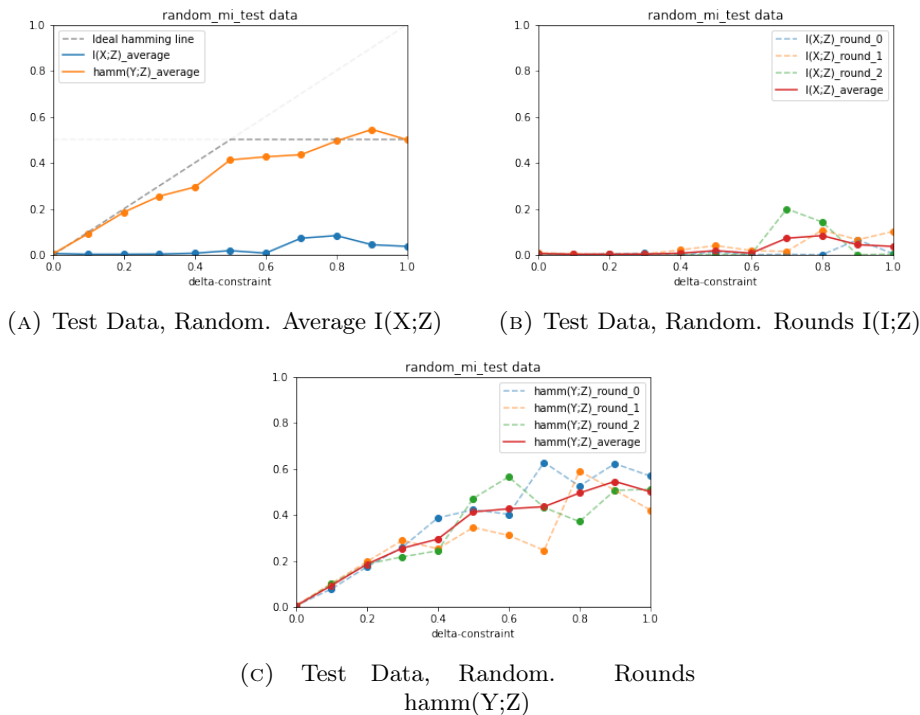 random_mi_test data
1.0
0.8
0.6
0.4
0.2
0.0
Ideal hamming line
I(X;Z)_average
hamm(Y;Z)_average
0.0 0.2 0.4 0.6 0.8 1.0
delta-constraint
(A) Test Data, Random. Average I(X;Z)
random_mi_test data
1.0
0.8
0.6
0.4
0.2
0.0
I(X;Z)_round_0
I(X;Z)_round_1
I(X;Z)_round_2
I(X;Z)_average
0.0 0.2 0.4 0.6 0.8 1.0
delta-constraint
(B) Test Data, Random. Rounds I(I;Z)
random_mi_test data
1.0
0.8
0.6
0.4
0.2
0.0
hamm(Y;Z)_round_0
hamm(Y;Z)_round_1
hamm(Y;Z)_round_2
hamm(Y;Z)_average
0.0 0.2 0.4 0.6 0.8 1.0
delta-constraint
(C) Test Data, Random. Rounds
hamm(Y;Z)